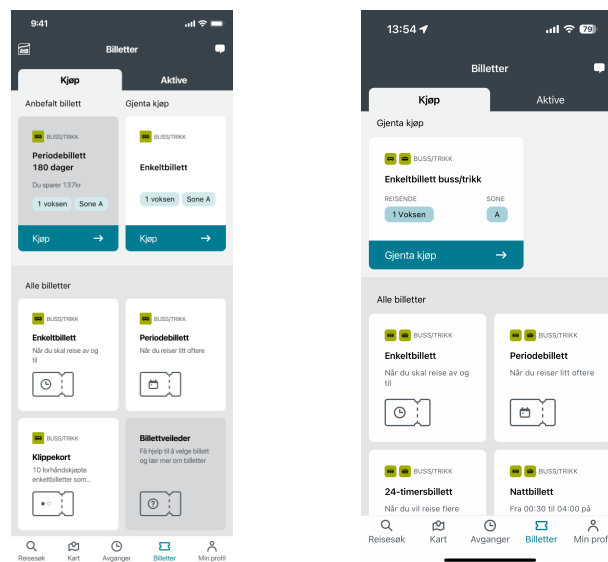 9:41
Billetter
Kjøp
Aktive
Anbefalt billett
Gjenta kjøp
BUSS/TRIKK
Periodebillett
180 dager
Du sparer 137kr
1 voksen
Sone A
Kjøp
BUSS/TRIKK
Enkeltbillett
1 voksen
Sone A
Kjøp
Alle billetter
BUSS/TRIKK
Enkeltbillett
Når du skal reise av og
til
BUSS/TRIKK
Periodebillett
Når du reiser litt oftere
BUSS/TRIKK
Klippekort
10 forhåndskjøpte
enkeltbilletter som...
Billettveileder
Få hjelp til å velge billett
og lær mer om billetter
Reisesøk
Kart
Avganger
Billetter
Min profil
13:54
79
Billetter
Kjøp
Aktive
Gjenta kjøp
BUSS/TRIKK
Enkeltbillett buss/trikk
REISENDE
SONE
1 Voksen
A
Gjenta kjøp
Alle billetter
BUSS/TRIKK
Enkeltbillett
Når du skal reise av og
til
BUSS/TRIKK
Periodebillett
Når du reiser litt oftere
BUSS/TRIKK
24-timersbillett
Når du vil reise flere
BUSS/TRIKK
Nattbillett
Fra 00:30 til 04:00 på
Reisesøk
Kart
Avganger
Billetter
Min prof